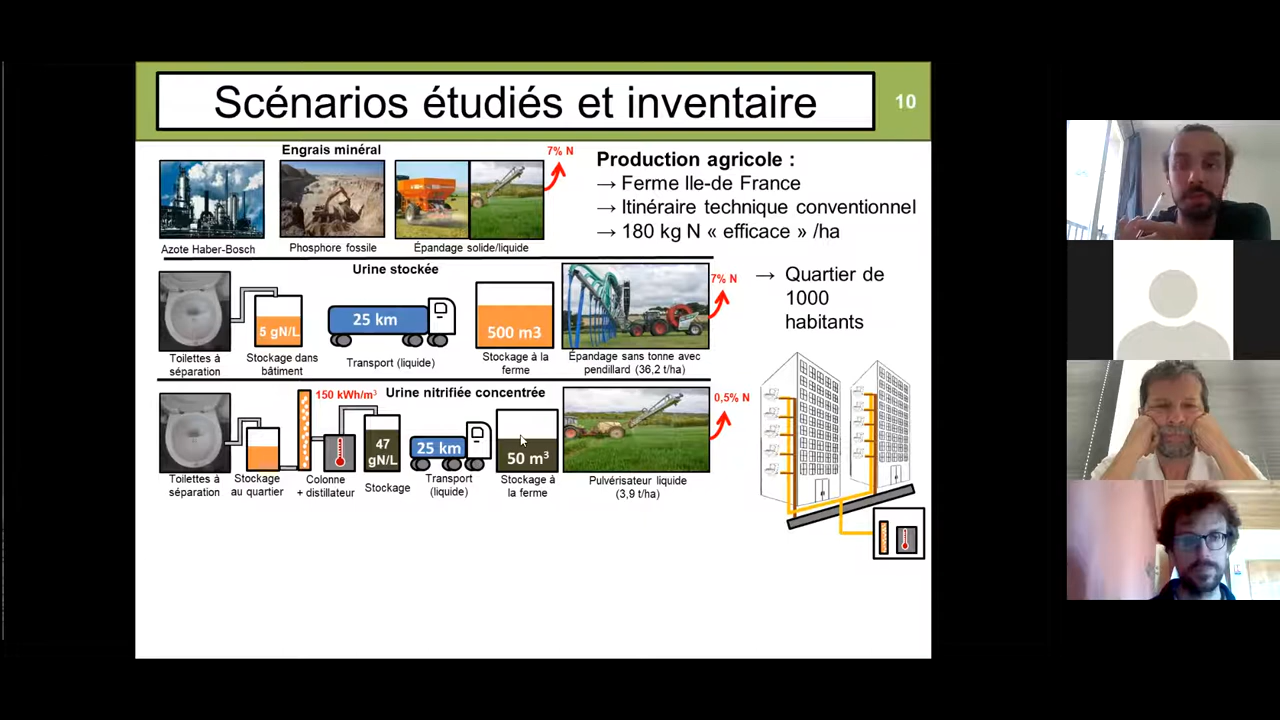 Scénarios étudiés et inventaire
10
Engrais minéral
7% N
Azote Haber-Bosch
Phosphore fossile
Épandage solide/liquide
Production agricole :
→ Ferme Ile-de France
→ Itinéraire technique conventionnel
→ 180 kg N « efficace » /ha
→ Quartier de
1000
habitants
Urine stockée
7% N
5 gN/L
25 km
500 m3
Toilettes à
séparation
Stockage dans
bâtiment
Transport (liquide)
Stockage à la
ferme
Épandage sans tonne avec
pendillard (36,2 t/ha)
Urine nitrifiée concentrée
150 kWh/m³
0,5% N
47
gN/L
25 km
50 m³
Toilettes à
séparation
Stockage
au quartier
Colonne
+ distillateur
Stockage
Transport
(liquide)
Stockage à
la ferme
Pulvérisateur liquide
(3,9 t/ha)